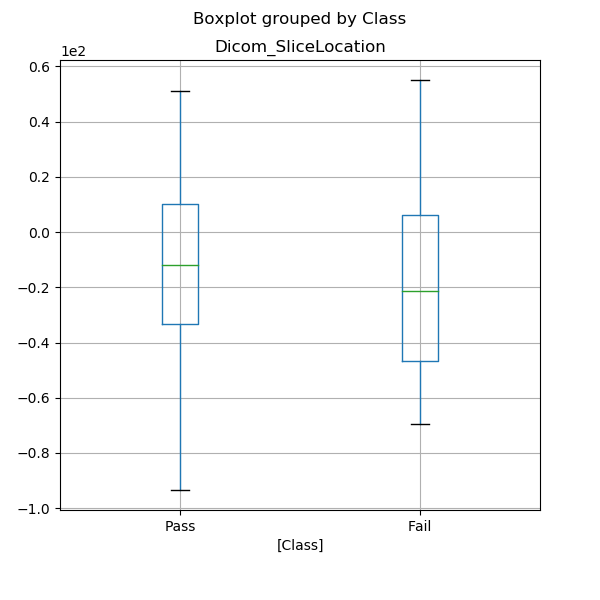 Boxplot grouped by Class
Dicom_SliceLocation
1e2
0.6
0.4
0.2
0.0
−0.2
−0.4
−0.6
−0.8
−1.0
Pass Fail
[Class]